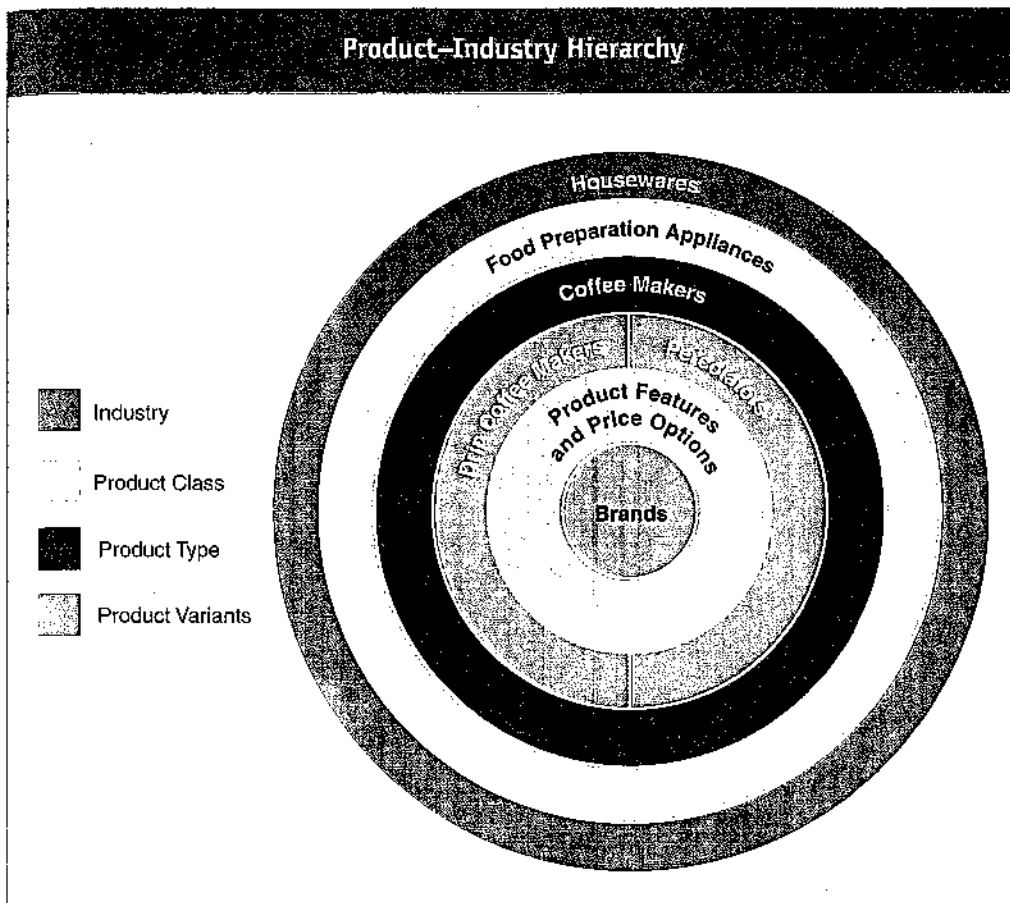 Product–Industry Hierarchy
Housewares
Food Preparation Appliances
Coffee Makers
Drip Coffee Makers
Percolators
Product Features
and Price Options
Brands
Industry
Product Class
Product Type
Product Variants